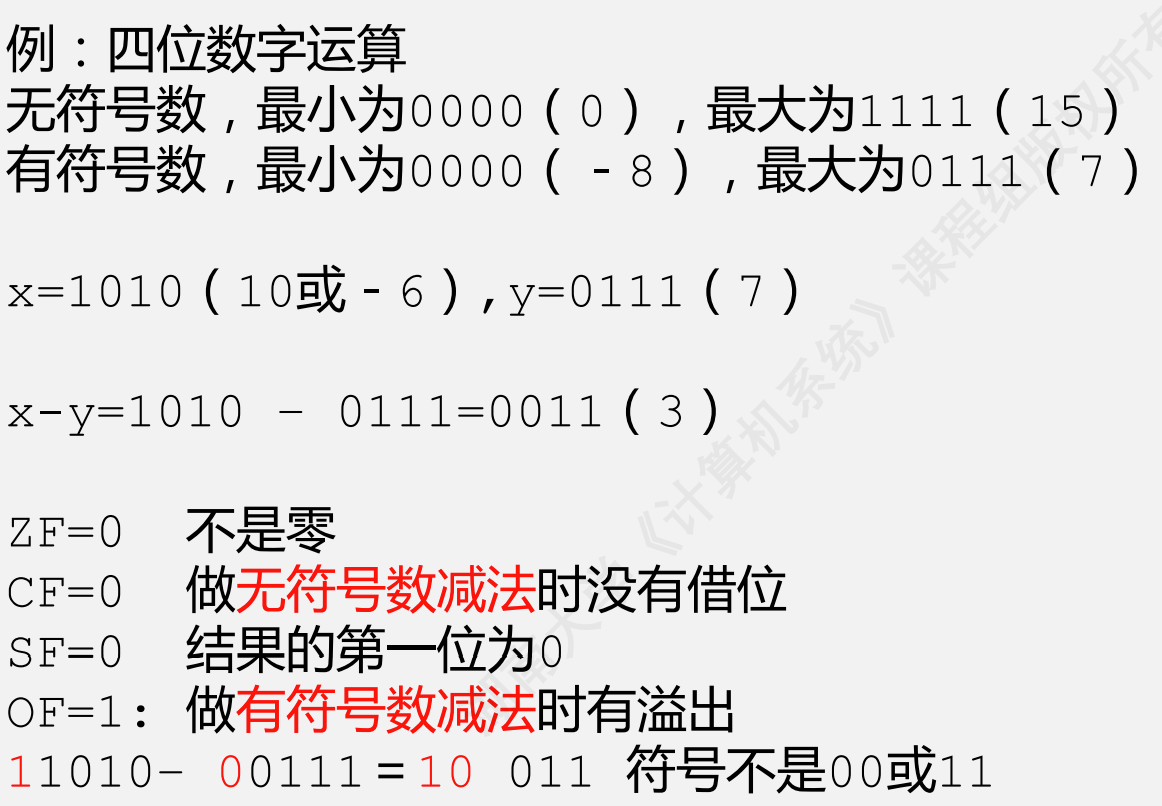 例：四位数字运算
无符号数，最小为0000（0），最大为1111（15）
有符号数，最小为0000（-8），最大为0111（7）
x=1010（10或-6）,y=0111（7）
x-y=1010 - 0111=0011（3）
ZF=0 不是零
CF=0 做无符号数减法时没有借位
SF=0 结果的第一位为0
OF=1: 做有符号数减法时有溢出
11010- 00111=10 011 符号不是00或11
《计算机系统》课程组版权所有